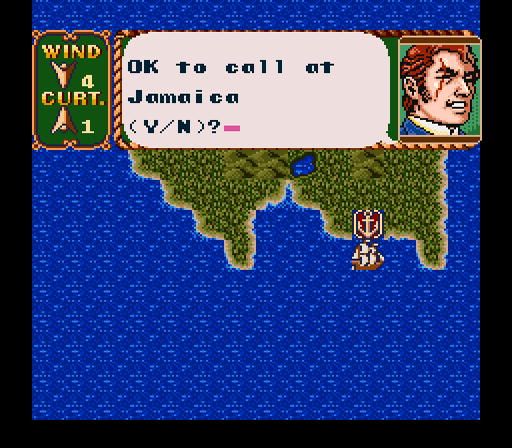 WIND
4
CURT.
1
OK to call at
Jamaica
(Y/N)?